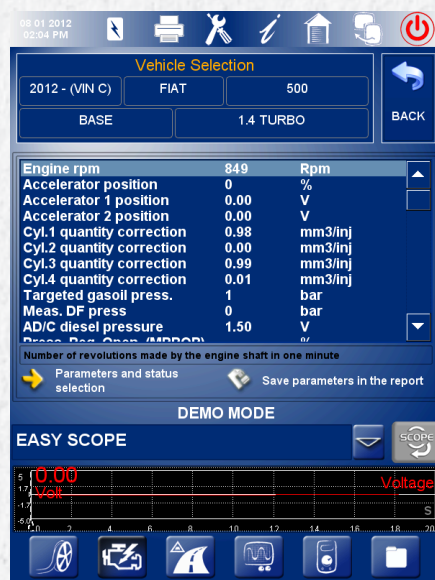 08 01 2012
02:04 PM
Vehicle Selection
2012 - (VIN C) FIAT 500
BASE 1.4 TURBO
BACK
Engine rpm 849 Rpm
Accelerator position 0 %
Accelerator 1 position 0.00 V
Accelerator 2 position 0.00 V
Cyl.1 quantity correction 0.98 mm3/inj
Cyl.2 quantity correction 0.00 mm3/inj
Cyl.3 quantity correction 0.99 mm3/inj
Cyl.4 quantity correction 0.01 mm3/inj
Targeted gasoil press. 1 bar
Meas. DF press 0 bar
AD/C diesel pressure 1.50 V
Press. Reg. Open. (MPROP) %
Number of revolutions made by the engine shaft in one minute
Parameters and status
selection
Save parameters in the report
DEMO MODE
EASY SCOPE
SCOPE
5 0.00 Voltage
1.7 Volt
-1.7 S
-5.0
0 2 4 6 8 10 12 14 16 18 20